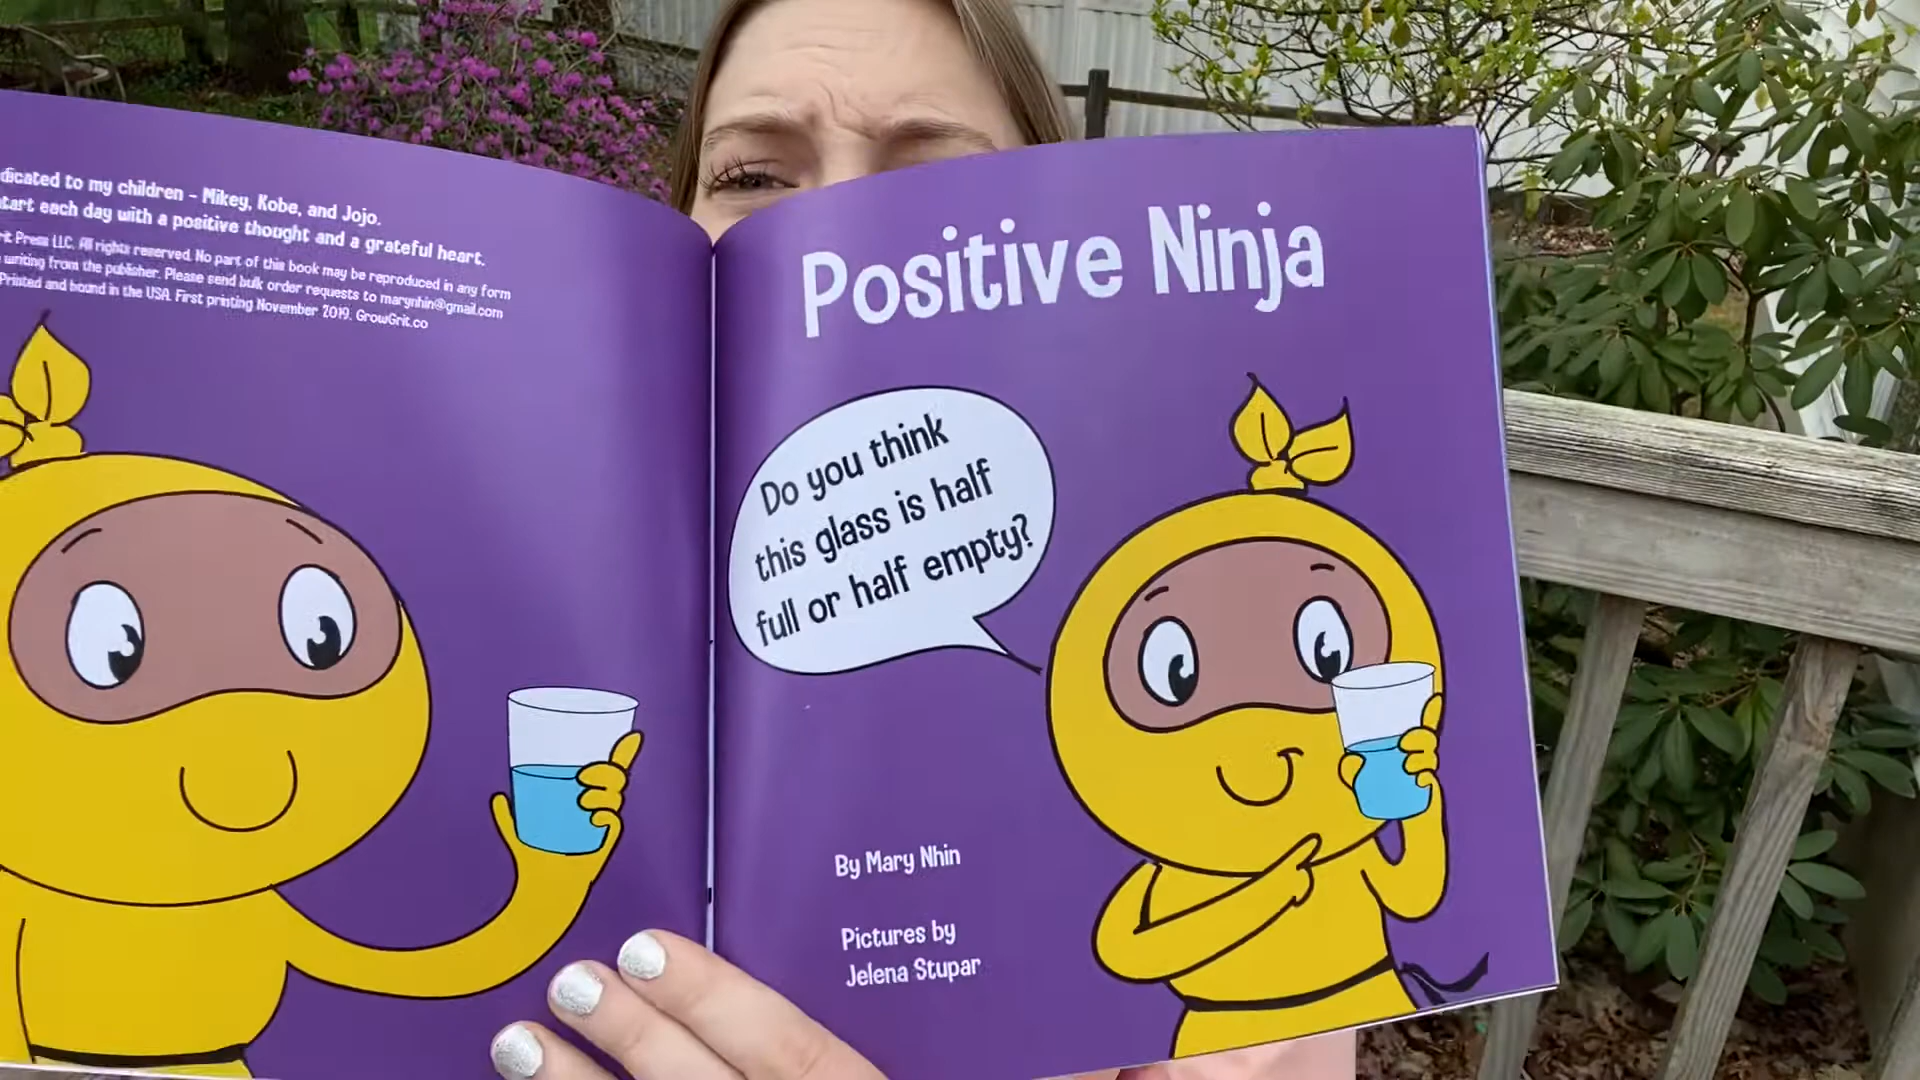 dicated to my children - Mikey, Kobe, and Jojo.
tart each day with a positive thought and a grateful heart.
rit Press LLC. All rights reserved. No part of this book may be reproduced in any form
writing from the publisher. Please send bulk order requests to marynhin@gmail.com
Printed and bound in the USA. First printing November 2019. GrowGrit.co
Positive Ninja
Do you think
this glass is half
full or half empty?
By Mary Nhin
Pictures by
Jelena Stupar